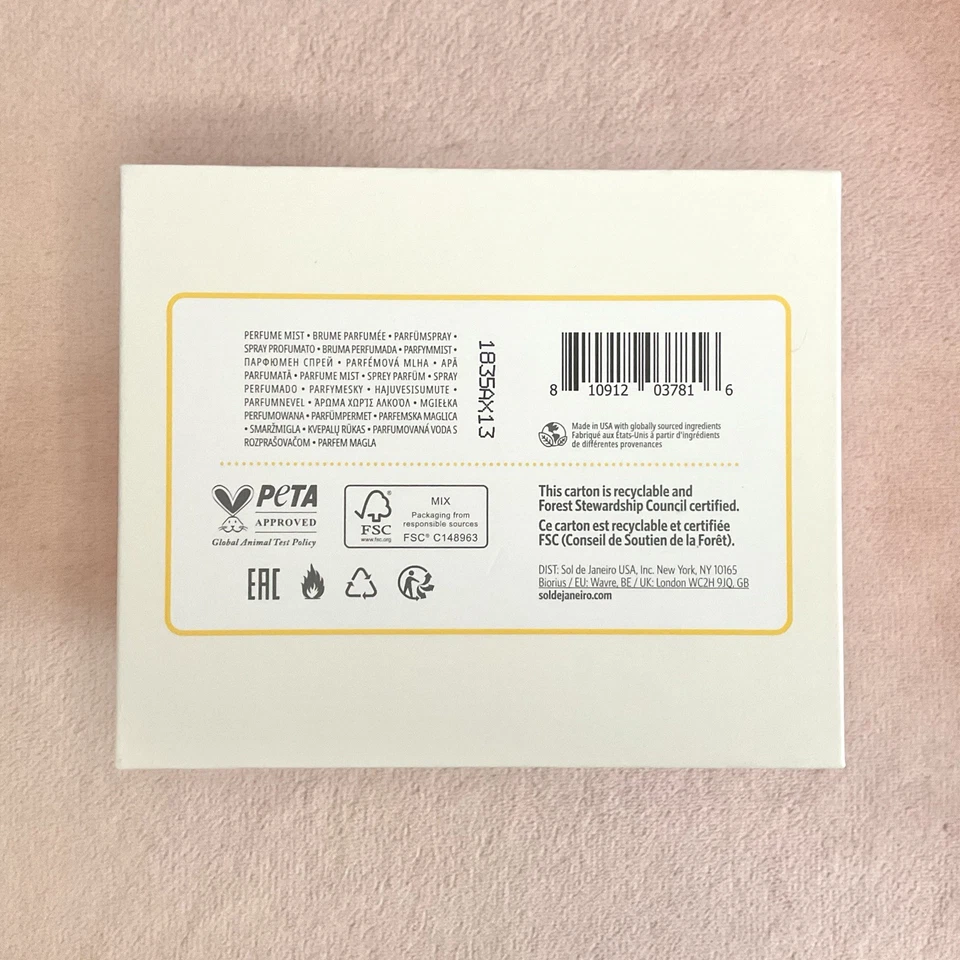 PERFUME MIST • BRUME PARFUMÉE • PARFÜMSPRAY •
SPRAY PROFUMATO • BRUMA PERFUMADA • PARFYMMIST •
ПАРФЮМЕН СПРЕЙ • PARFÉMOVÁ MLHA • APĂ
PARFUMATĂ • PARFUME MIST • SPREY PARFÜM • SPRAY
PERFUMADO • PARFYMESKY • HAJUVESISUMUTE •
PARFUMNEVEL • ΆΡΩΜΑ ΧΩΡΊΣ ΑΛΚΟΌΛ • MGIEŁKA
PERFUMOWANA • PARFÜMPERMET • PARFEMSKA MAGLICA
• SMARŽMIGLA • KVEPALŲ RŪKAS • PARFUMOVANÁ VODA S
ROZPRAŠOVAČOM • PARFEM MAGLA
1835AX13
8 10912 03781 6
Made in USA with globally sourced ingredients
Fabriqué aux États-Unis à partir d'ingrédients
de différentes provenances
PETA
APPROVED
Global Animal Test Policy
®
FSC
www.fsc.org
MIX
Packaging from
responsible sources
FSC® C148963
This carton is recyclable and
Forest Stewardship Council certified.
Ce carton est recyclable et certifiée
FSC (Conseil de Soutien de la Forêt).
EAC
DIST: Sol de Janeiro USA, Inc. New York, NY 10165
Biorius / EU: Wavre, BE / UK: London WC2H 9JQ, GB
soldejaneiro.com